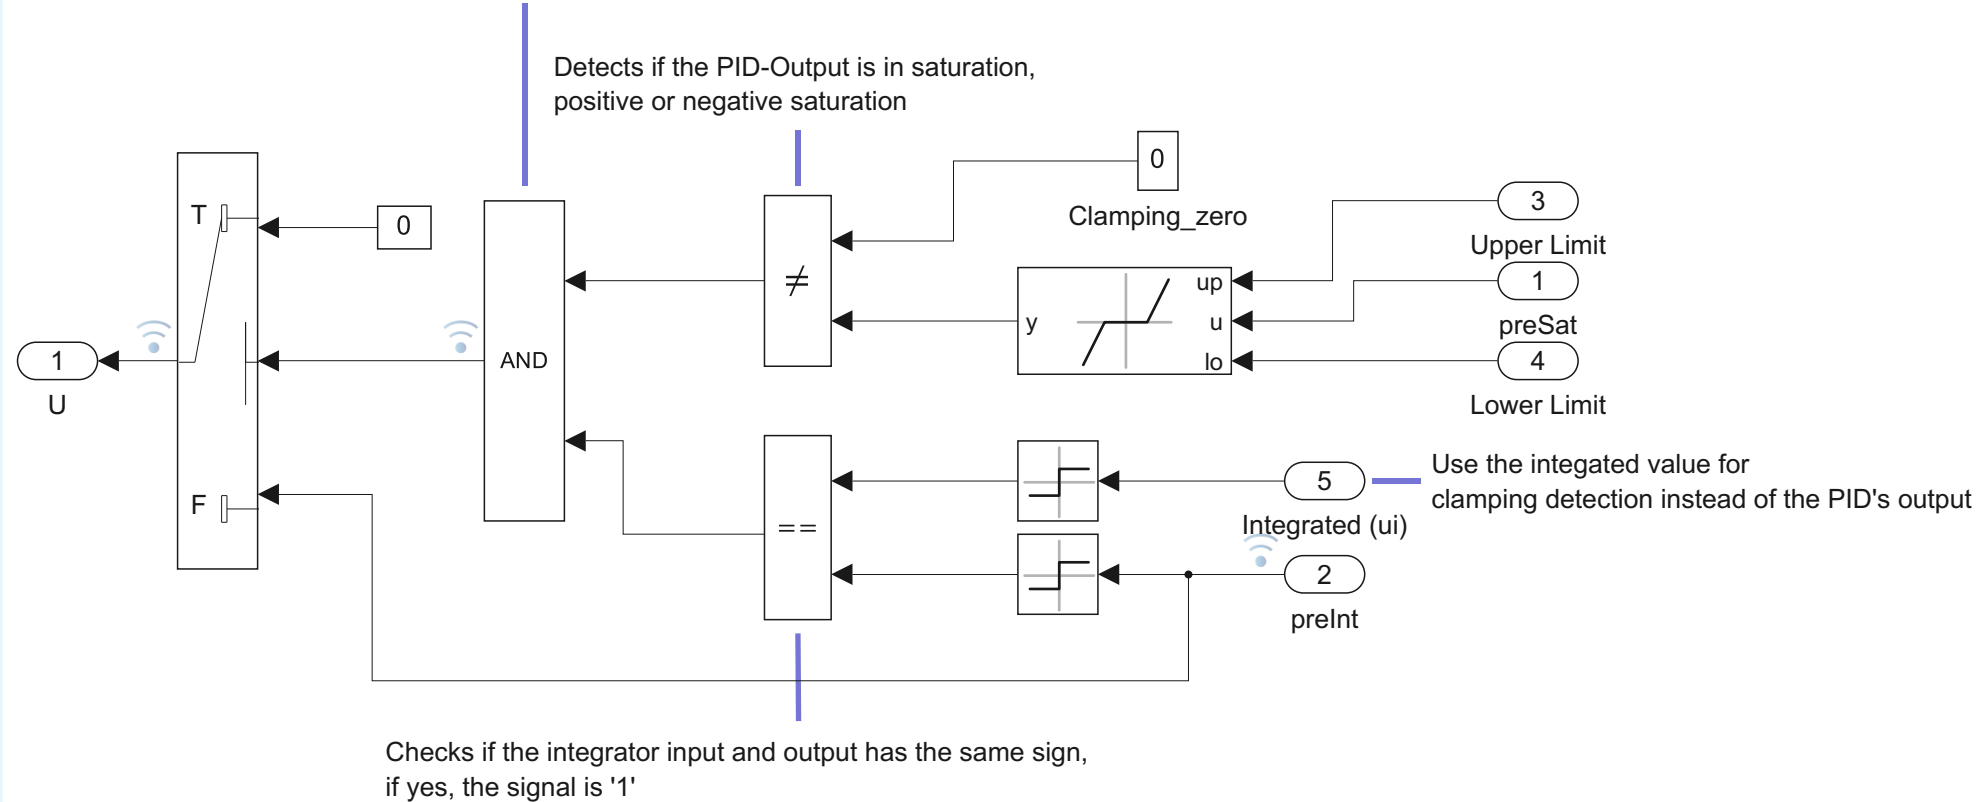 Detects if the PID-Output is in saturation,
positive or negative saturation
0
Clamping_zero
3
Upper Limit
T
0
≠
up
1
preSat
y
u
1
U
AND
lo
4
Lower Limit
Use the integated value for
clamping detection instead of the PID's output
5
Integrated (ui)
F
==
2
preInt
Checks if the integrator input and output has the same sign,
if yes, the signal is '1'